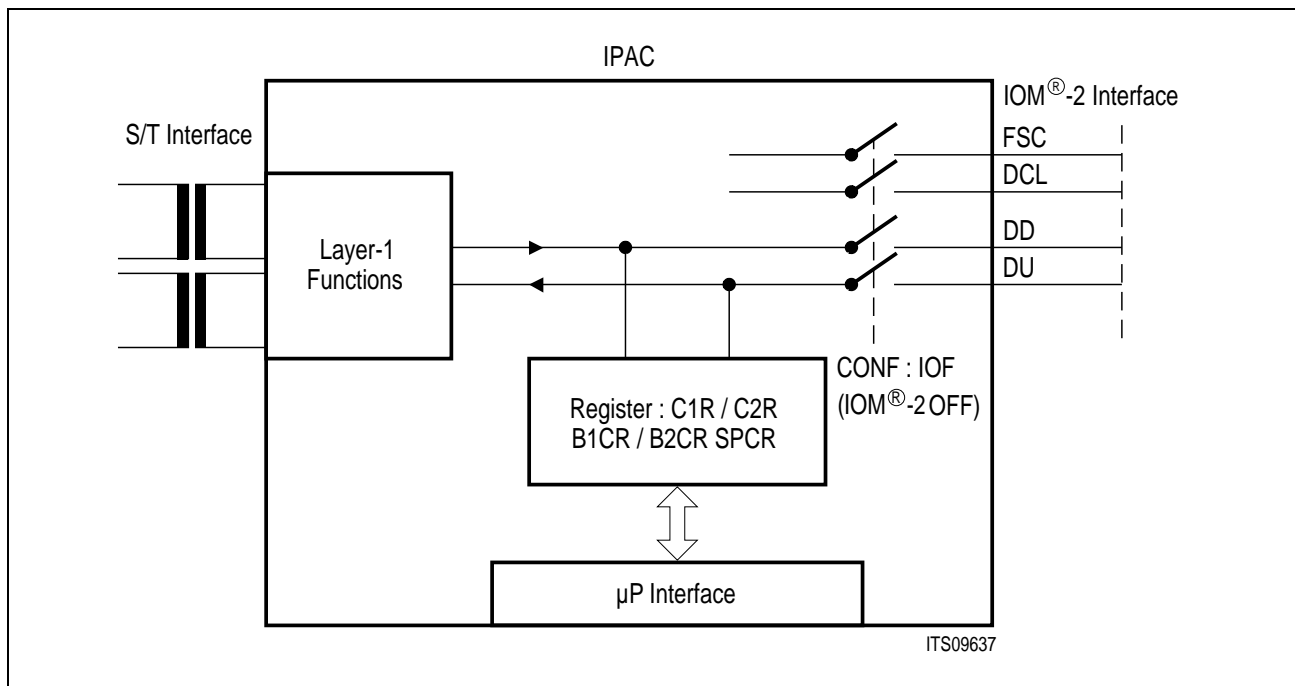 IPAC
IOM®-2 Interface
S/T Interface
FSC
DCL
DD
DU
Layer-1
Functions
CONF : IOF
(IOM®-2 OFF)
Register : C1R / C2R
B1CR / B2CR SPCR
µP Interface
ITS09637